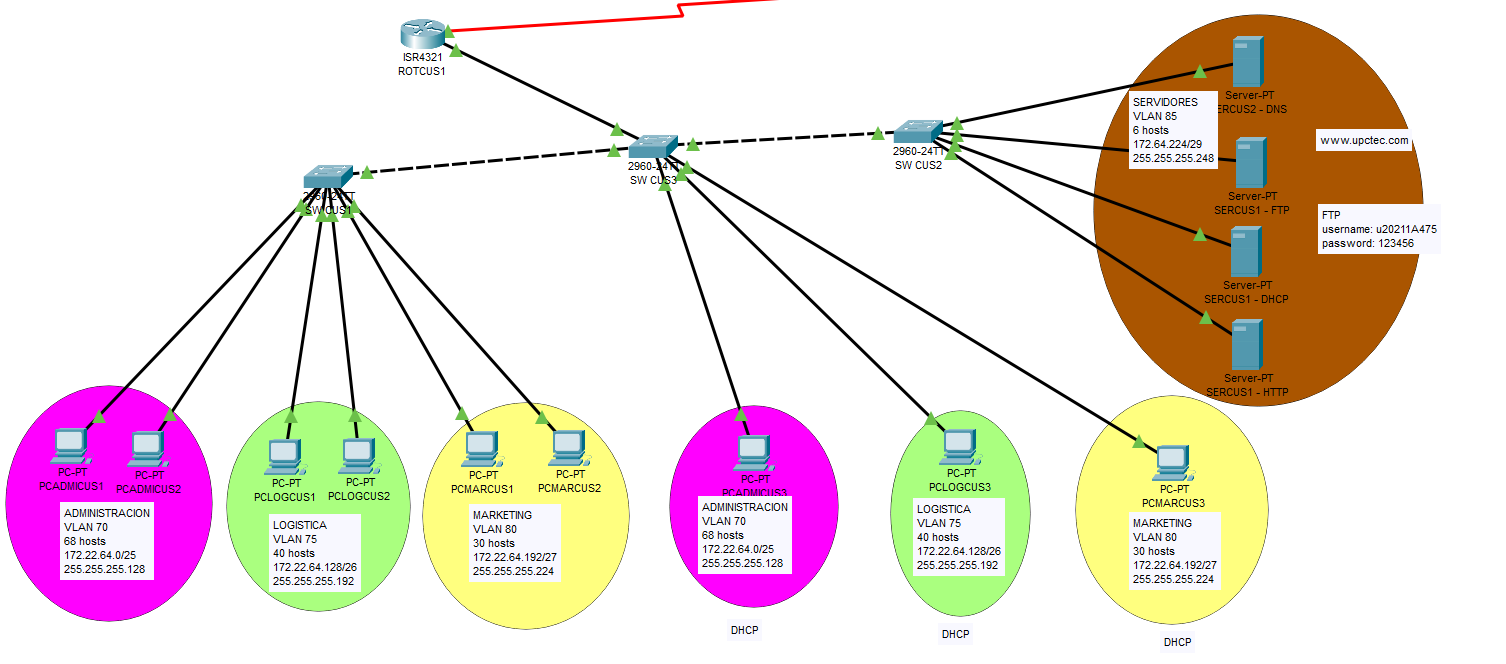 ISR4321
ROTCUS1
2960-24TT
SW CUS1
2960-24TT
SW CUS3
2960-24TT
SW CUS2
SERVIDORES
VLAN 85
6 hosts
172.64.224/29
255.255.255.248
Server-PT
ERCUS2 - DNS
Server-PT
SERCUS1 - FTP
Server-PT
SERCUS1 - DHCP
Server-PT
SERCUS1 - HTTP
www.upctec.com
FTP
username: u20211A475
password: 123456
PC-PT
PCADMICUS1
PC-PT
PCADMICUS2
ADMINISTRACION
VLAN 70
68 hosts
172.22.64.0/25
255.255.255.128
PC-PT
PCLOGCUS1
PC-PT
PCLOGCUS2
LOGISTICA
VLAN 75
40 hosts
172.22.64.128/26
255.255.255.192
PC-PT
PCMARCUS1
PC-PT
PCMARCUS2
MARKETING
VLAN 80
30 hosts
172.22.64.192/27
255.255.255.224
PC-PT
PCADMICUS3
ADMINISTRACION
VLAN 70
68 hosts
172.22.64.0/25
255.255.255.128
DHCP
PC-PT
PCLOGCUS3
LOGISTICA
VLAN 75
40 hosts
172.22.64.128/26
255.255.255.192
DHCP
PC-PT
PCMARCUS3
MARKETING
VLAN 80
30 hosts
172.22.64.192/27
255.255.255.224
DHCP